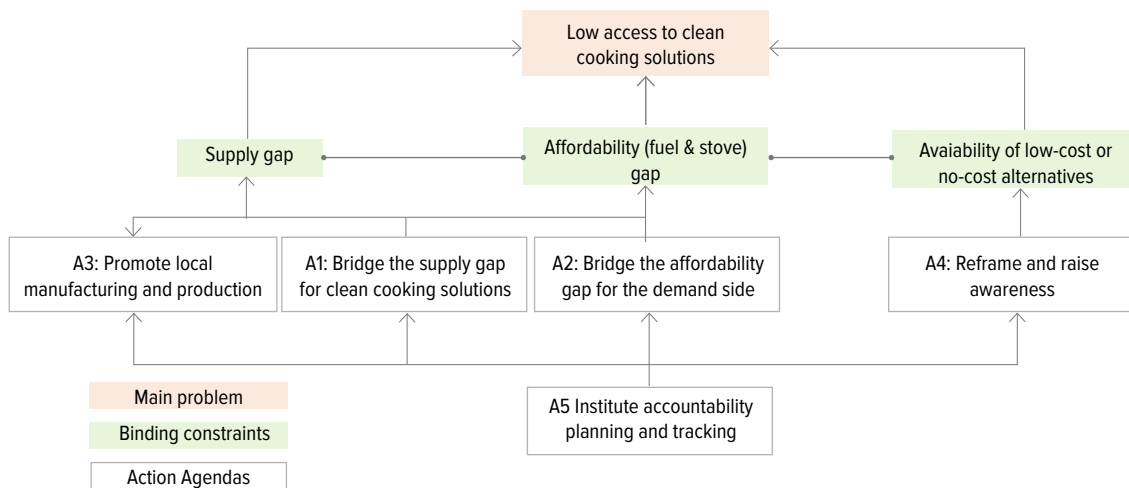 Low access to clean
cooking solutions
Supply gap
Affordability (fuel & stove)
gap
Avaiability of low-cost or
no-cost alternatives
A3: Promote local
manufacturing and production
A1: Bridge the supply gap
for clean cooking solutions
A2: Bridge the affordability
gap for the demand side
A4: Reframe and raise
awareness
Main problem
Binding constraints
Action Agendas
A5 Institute accountability
planning and tracking